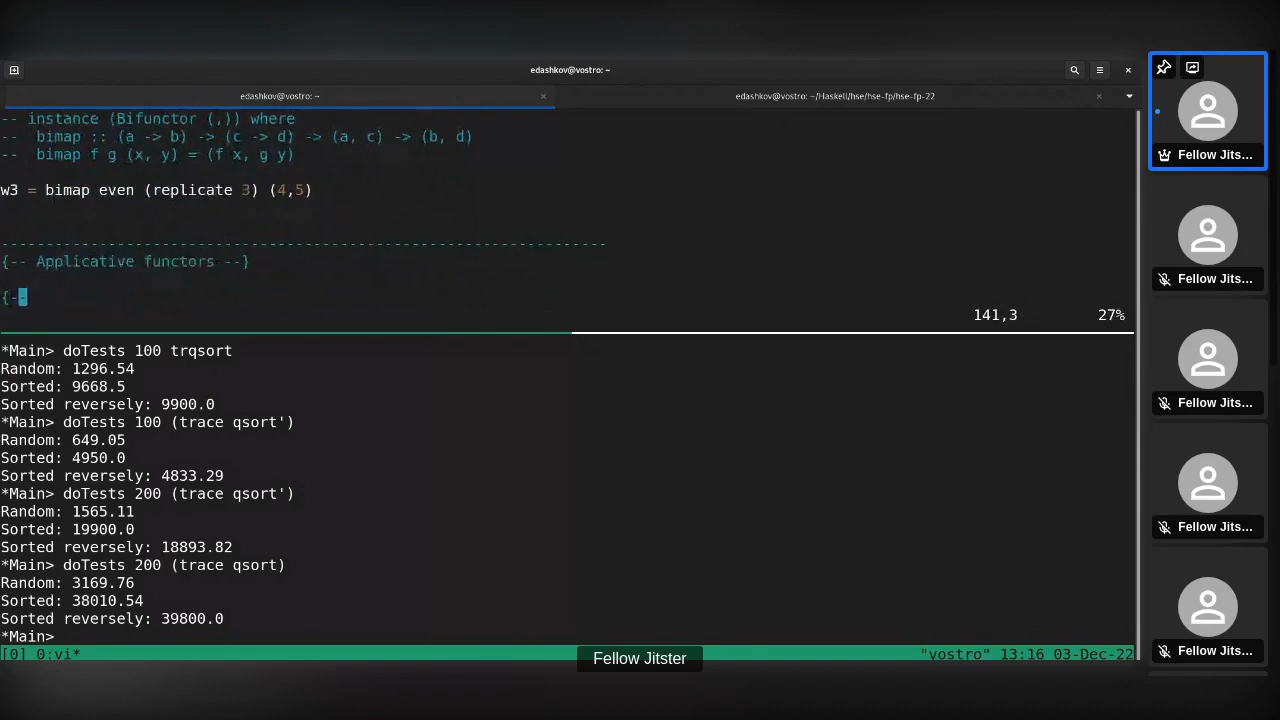 edashkov@vostro: ~
edashkov@vostro: ~
edashkov@vostro: ~/Haskell/hse/hse-fp/hse-fp-22
-- instance (Bifunctor (,)) where
--  bimap :: (a -> b) -> (c -> d) -> (a, c) -> (b, d)
--  bimap f g (x, y) = (f x, g y)
w3 = bimap even (replicate 3) (4,5)
--------------------------------------------------------------------
{-- Applicative functors --}
{--
141,3 27%
*Main> doTests 100 trqsort
Random: 1296.54
Sorted: 9668.5
Sorted reversely: 9900.0
*Main> doTests 100 (trace qsort')
Random: 649.05
Sorted: 4950.0
Sorted reversely: 4833.29
*Main> doTests 200 (trace qsort')
Random: 1565.11
Sorted: 19900.0
Sorted reversely: 18893.82
*Main> doTests 200 (trace qsort)
Random: 3169.76
Sorted: 38010.54
Sorted reversely: 39800.0
*Main>
[0] 0:vi* "vostro" 13:16 03-Dec-22
Fellow Jitster
Fellow Jits...
Fellow Jits...
Fellow Jits...
Fellow Jits...
Fellow Jits...